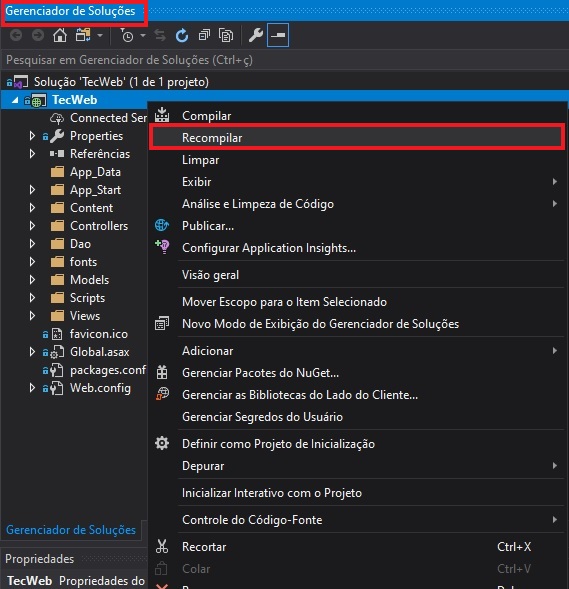 Gerenciador de Soluções
Pesquisar em Gerenciador de Soluções (Ctrl+ç)
Solução 'TecWeb' (1 de 1 projeto)
TecWeb
Connected Ser
Properties
Referências
App_Data
App_Start
Content
Controllers
Dao
fonts
Models
Scripts
Views
favicon.ico
Global.asax
packages.conf
Web.config
Compilar
Recompilar
Limpar
Exibir
Análise e Limpeza de Código
Publicar...
Configurar Application Insights...
Visão geral
Mover Escopo para o Item Selecionado
Novo Modo de Exibição do Gerenciador de Soluções
Adicionar
Gerenciar Pacotes do NuGet...
Gerenciar as Bibliotecas do Lado do Cliente...
Gerenciar Segredos do Usuário
Definir como Projeto de Inicialização
Depurar
Inicializar Interativo com o Projeto
Controle do Código-Fonte
Recortar Ctrl+X
Colar Ctrl+V
Gerenciador de Soluções
Propriedades
TecWeb Propriedades do